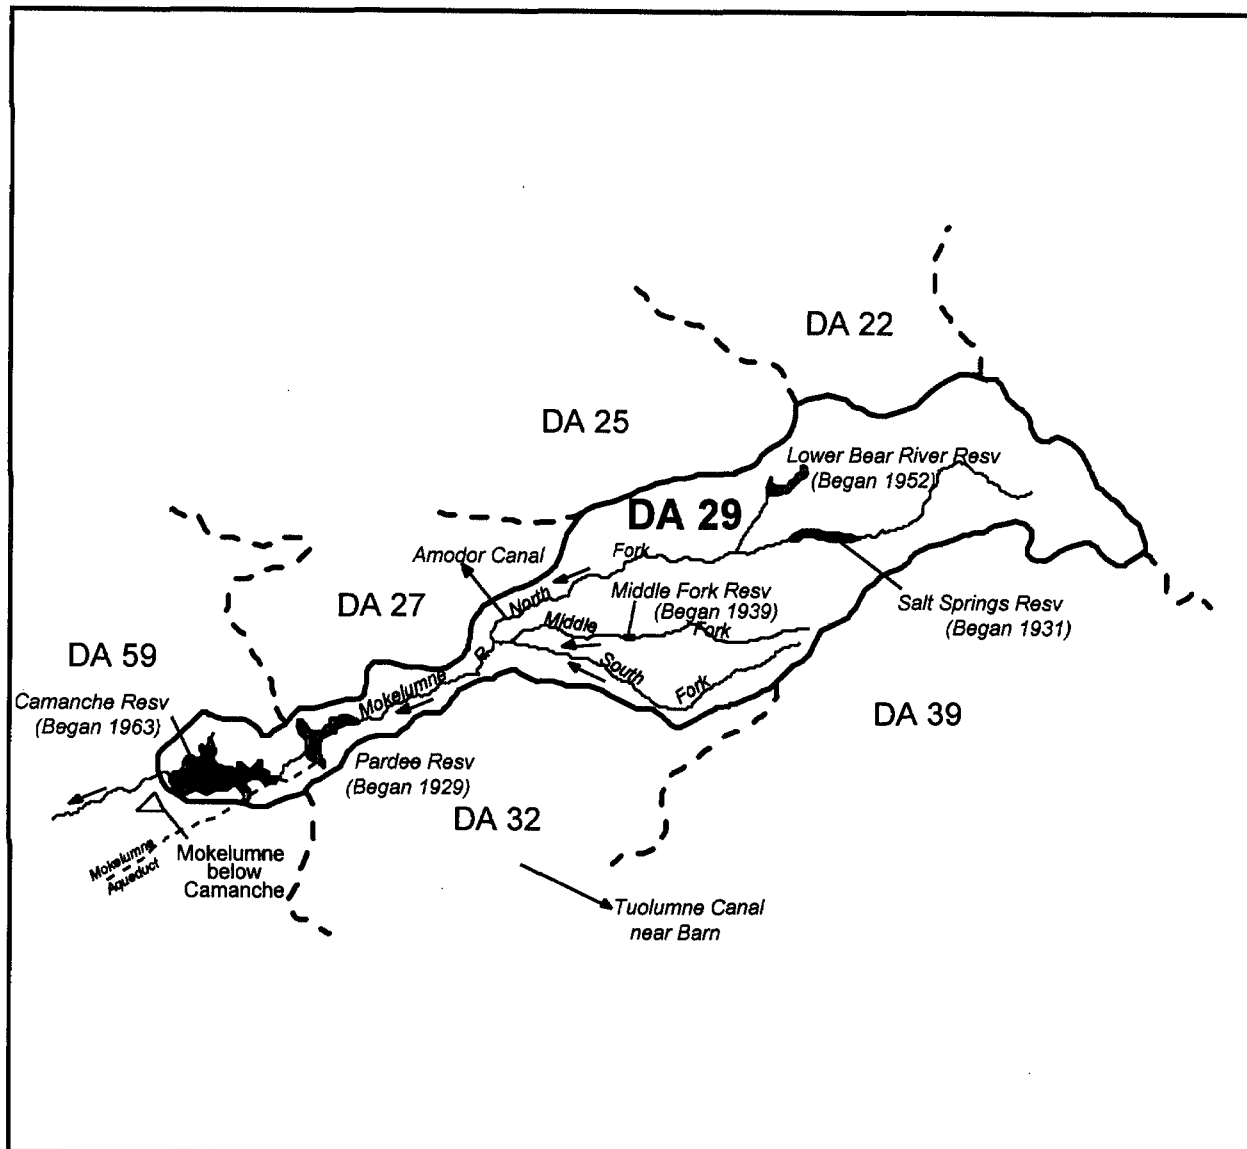 DA 22
DA 25
Lower Bear River Resv
(Began 1952)
DA 29
Amodor Canal
North Fork
Middle Fork Resv
(Began 1939)
Salt Springs Resv
(Began 1931)
DA 27
Middle Fork
South Fork
DA 59
Mokelumne R.
Camanche Resv
(Began 1963)
DA 39
Pardee Resv
(Began 1929)
DA 32
Mokelumne
Aqueduct
Mokelumne
below
Camanche
Tuolumne Canal
near Barn